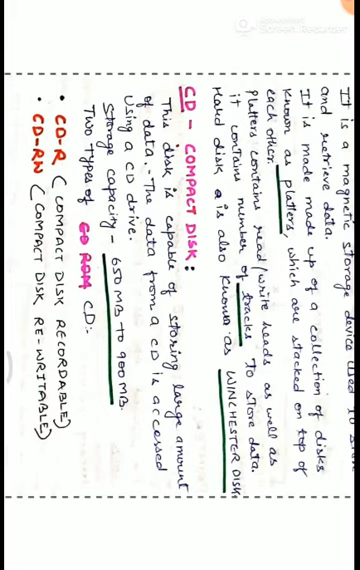 It is a magnetic storage device used to store
and retrieve data.
It is made made up of a collection of disks
known as platters, which are stacked on top of
each other.
Platters contains read/write heads as well as
it contains number of tracks to store data.
Hard disk a is also known as WINCHESTER DISK
CD - COMPACT DISK:
This disk is capable of storing large amount
of data. - The data from a CD is accessed
using a CD drive.
Storage capacity - 650 MB to 900 MB.
Two types of CD ROM CD:-
• CD-R (COMPACT DISK RECORDABLE)
• CD-RW (COMPACT DISK RE-WRITABLE)